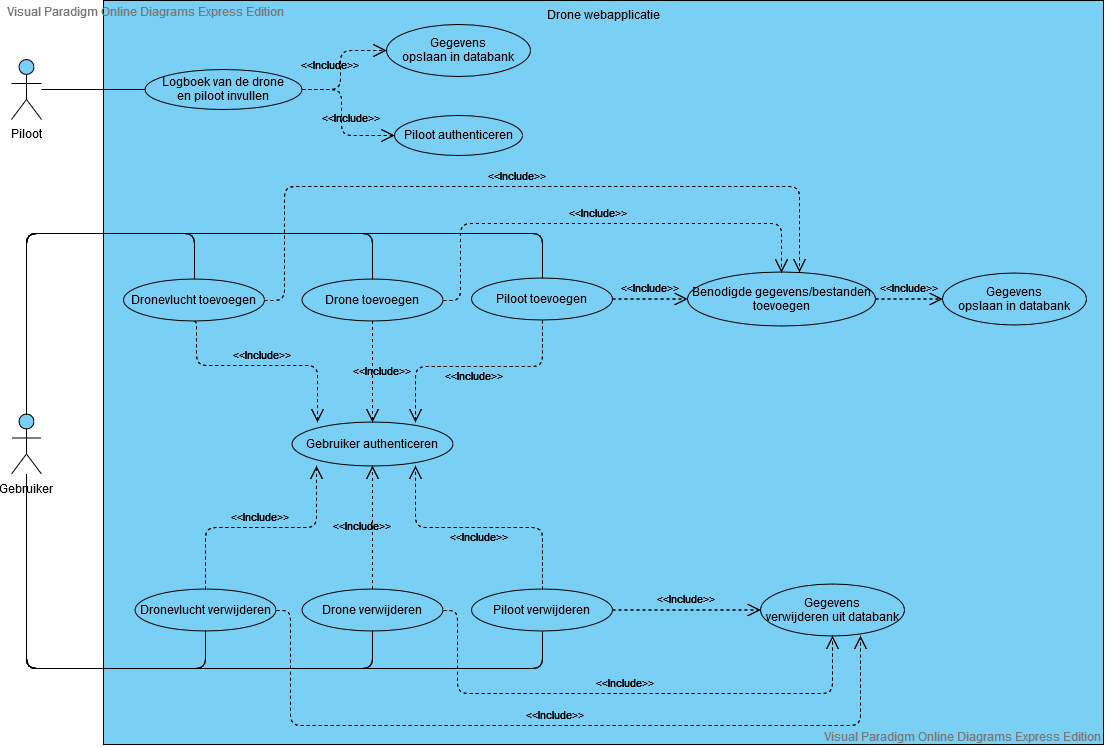 Visual Paradigm Online Diagrams Express Edition
Drone webapplicatie
Gegevens
opslaan in databank
<<Include>>
Logboek van de drone
en piloot invullen
Piloot
<<Include>>
Piloot authenticeren
<<Include>>
<<Include>>
Dronevlucht toevoegen
Drone toevoegen
Piloot toevoegen
<<Include>>
Benodigde gegevens/bestanden
toevoegen
<<Include>>
Gegevens
opslaan in databank
<<Include>>
<<Include>>
<<Include>>
Gebruiker authenticeren
Gebruiker
<<Include>>
<<Include>>
<<Include>>
Dronevlucht verwijderen
Drone verwijderen
Piloot verwijderen
<<Include>>
Gegevens
verwijderen uit databank
<<Include>>
<<Include>>
Visual Paradigm Online Diagrams Express Edition